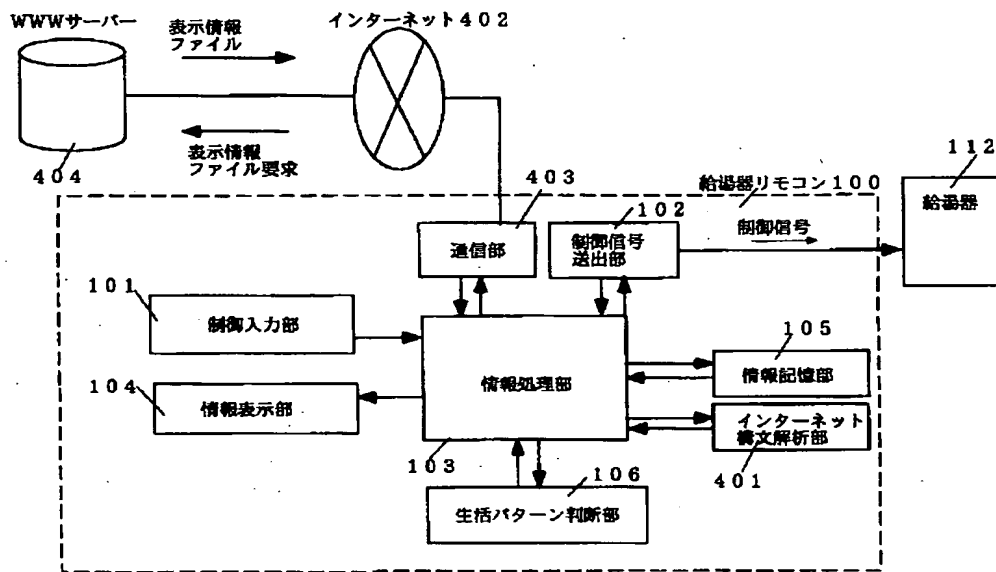 WWWサーバー
インターネット402
表示情報
ファイル
表示情報
ファイル要求
404
403
102
給湯器リモコン100
112
給湯器
通信部
制御信号
送出部
制御信号
101
制御入力部
105
情報処理部
情報記憶部
104
情報表示部
インターネット
構文解析部
103
106
401
生活パターン判断部